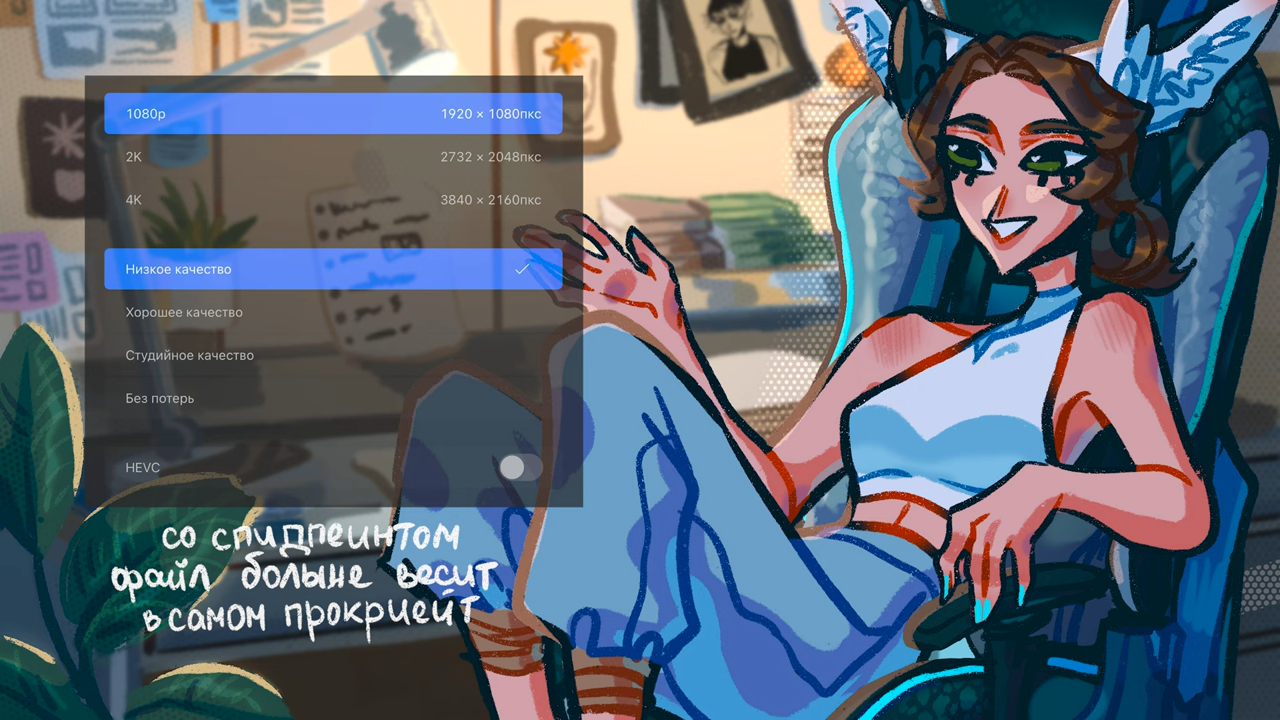 1080p 1920 × 1080пкс
2K 2732 × 2048пкс
4K 3840 × 2160пкс
Низкое качество
Хорошее качество
Студийное качество
Без потерь
HEVC
со спидпеинтом
файл больше весит
в самом прокриейт